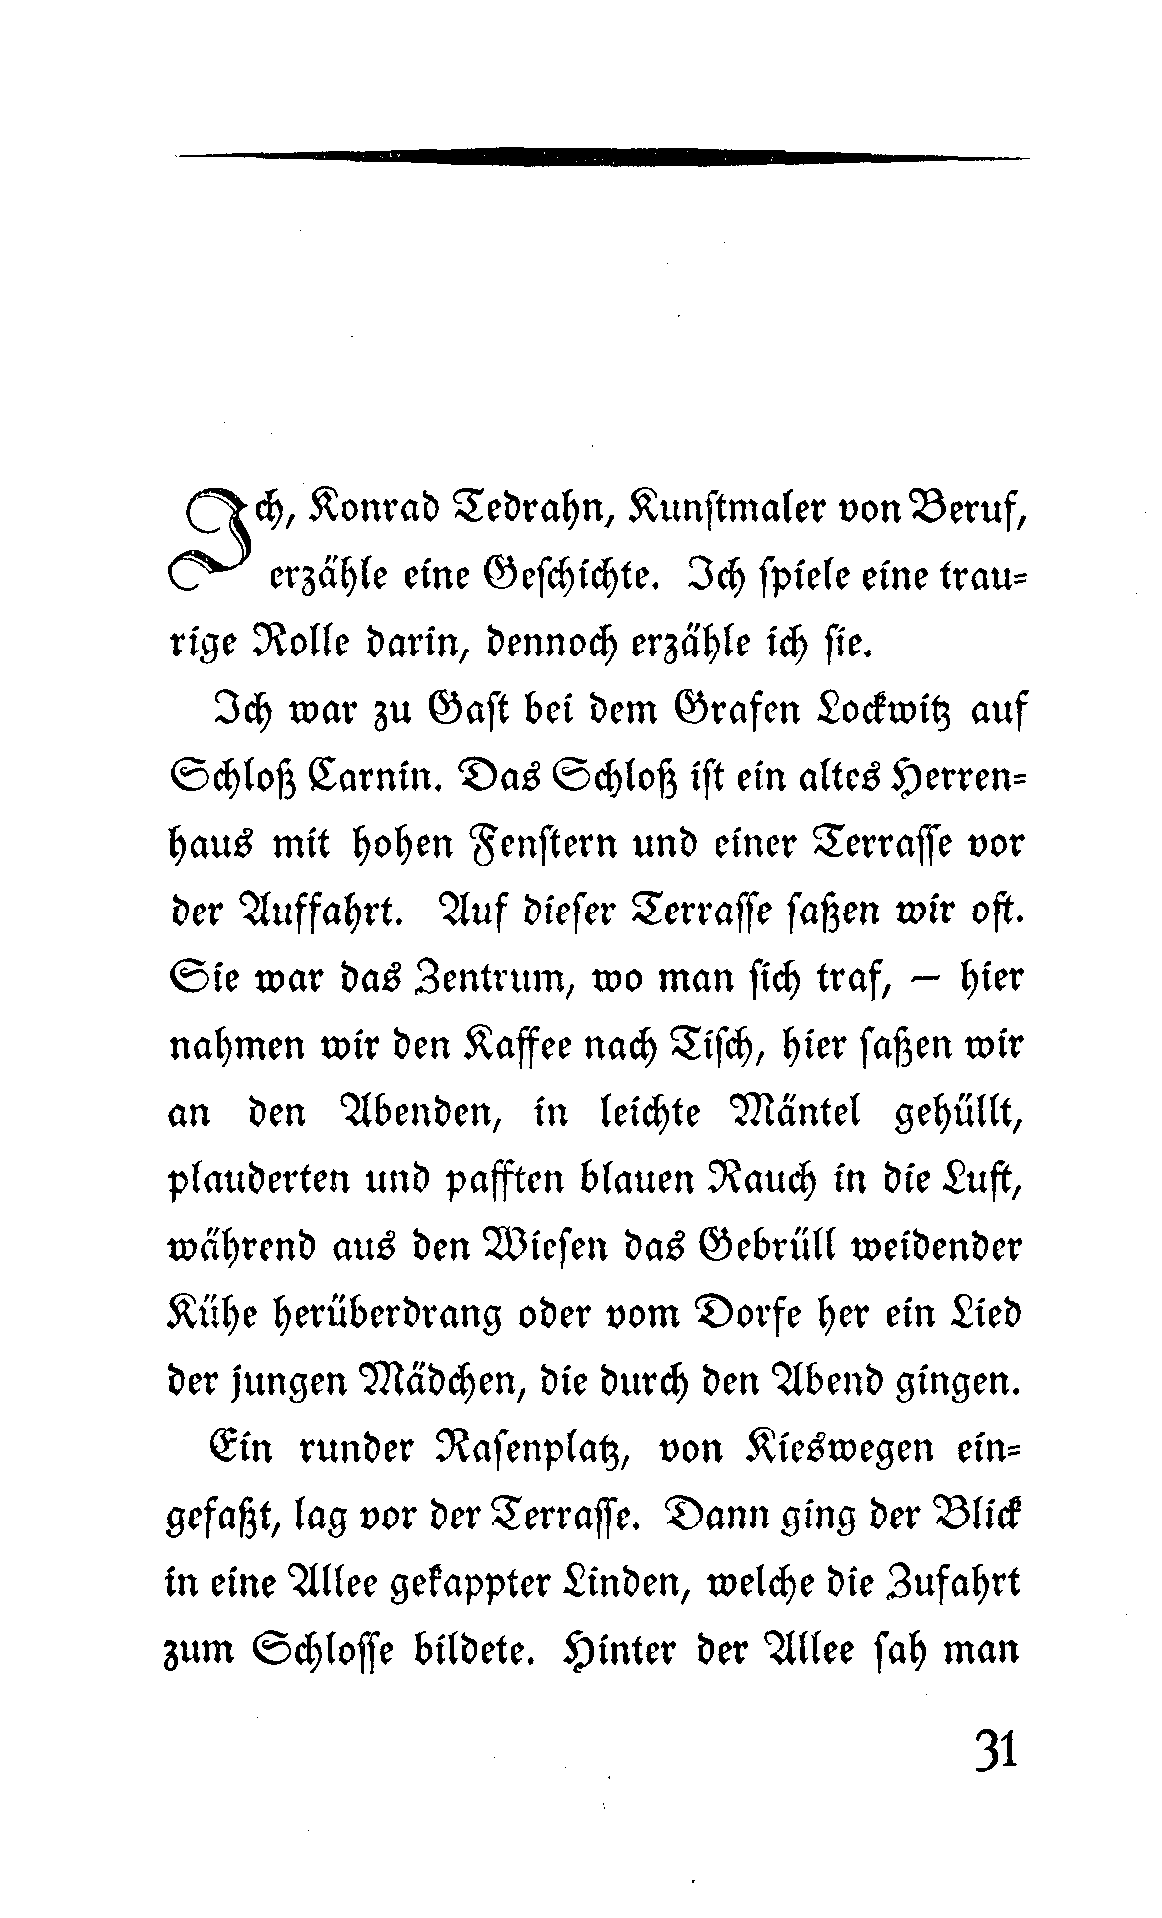 Ich, Konrad Tedrahn, Kunſtmaler von Beruf,
erzähle eine Geſchichte. Ich ſpiele eine trau⸗
rige Rolle darin, dennoch erzähle ich ſie.
Ich war zu Gaſt bei dem Grafen Lockwitz auf
Schloß Carnin. Das Schloß iſt ein altes Herren⸗
haus mit hohen Fenſtern und einer Terraſſe vor
der Auffahrt. Auf dieſer Terraſſe ſaßen wir oft.
Sie war das Zentrum, wo man ſich traf, — hier
nahmen wir den Kaffee nach Tiſch, hier ſaßen wir
an den Abenden, in leichte Mäntel gehüllt,
plauderten und pafften blauen Rauch in die Luft,
während aus den Wieſen das Gebrüll weidender
Kühe herüberdrang oder vom Dorfe her ein Lied
der jungen Mädchen, die durch den Abend gingen.
Ein runder Raſenplatz, von Kieswegen ein⸗
gefaßt, lag vor der Terraſſe. Dann ging der Blick
in eine Allee gekappter Linden, welche die Zufahrt
zum Schloſſe bildete. Hinter der Allee ſah man
31